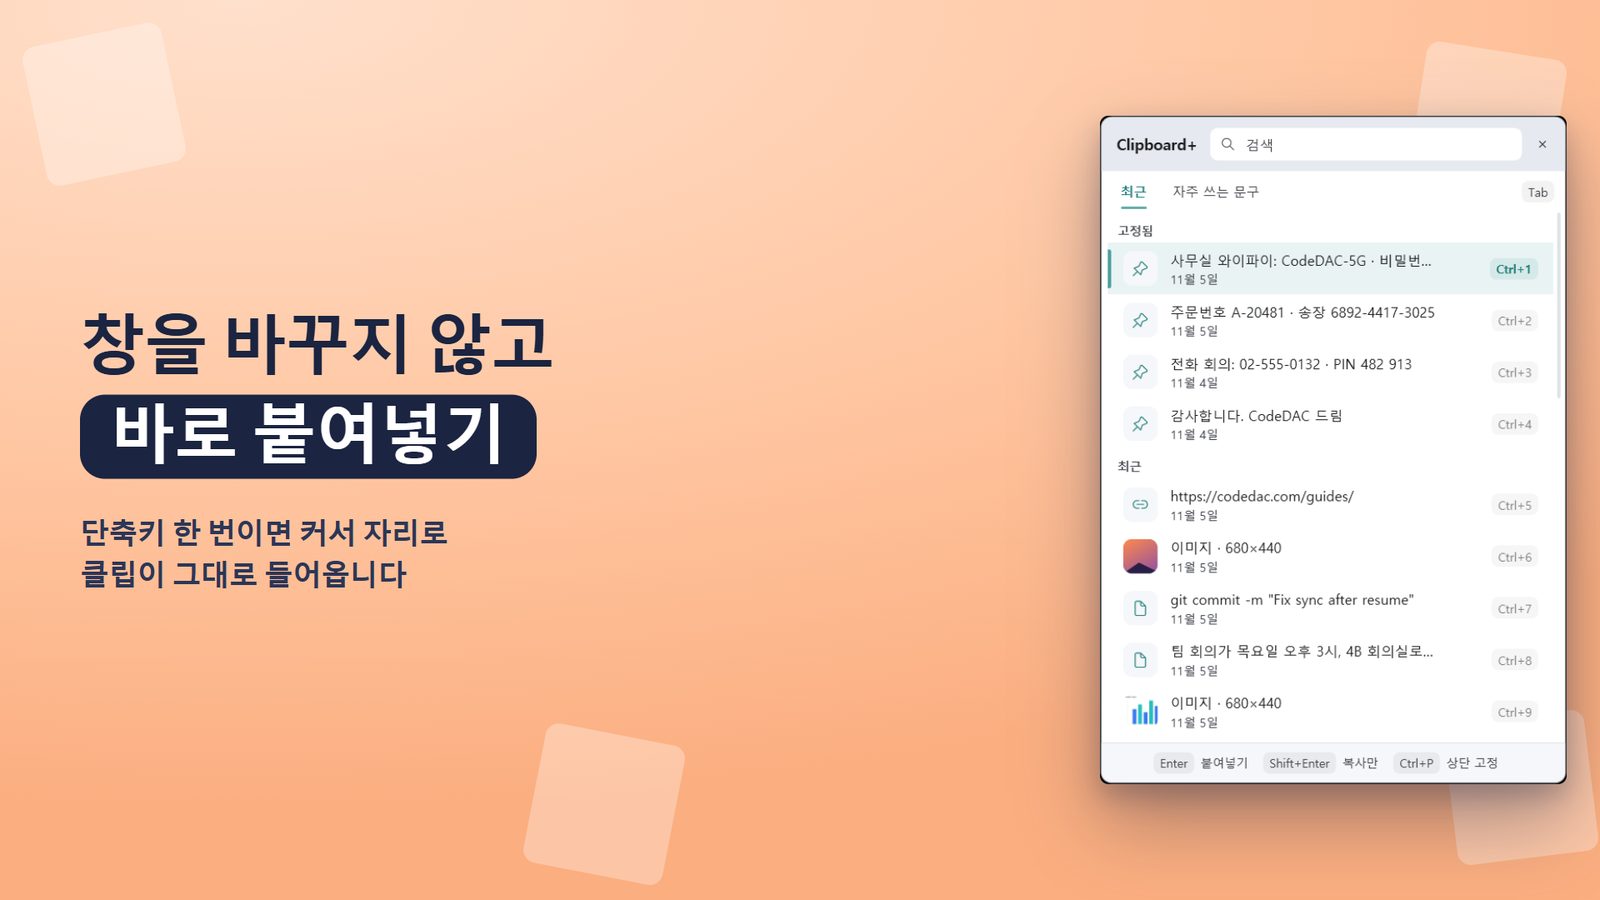 창을 바꾸지 않고
바로 붙여넣기
단축키 한 번이면 커서 자리로
클립이 그대로 들어옵니다
Clipboard+
검색
×
최근
자주 쓰는 문구
Tab
고정됨
사무실 와이파이: CodeDAC-5G · 비밀번...
Ctrl+1
11월 5일
주문번호 A-20481 · 송장 6892-4417-3025
Ctrl+2
11월 5일
전화 회의: 02-555-0132 · PIN 482 913
Ctrl+3
11월 4일
감사합니다. CodeDAC 드림
Ctrl+4
11월 4일
최근
https://codedac.com/guides/
Ctrl+5
11월 5일
이미지 · 680×440
Ctrl+6
11월 5일
git commit -m "Fix sync after resume"
Ctrl+7
11월 5일
팀 회의가 목요일 오후 3시, 4B 회의실로...
Ctrl+8
11월 5일
이미지 · 680×440
Ctrl+9
11월 5일
Enter 붙여넣기 Shift+Enter 복사만 Ctrl+P 상단 고정